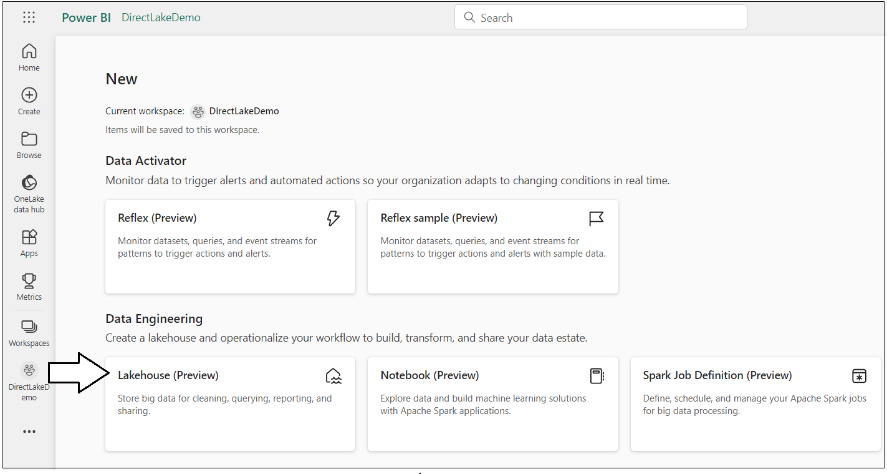 Power BI DirectLakeDemo
Search
Home
Create
Browse
OneLake
data hub
Apps
Metrics
Workspaces
DirectLakeD
emo
New
Current workspace: DirectLakeDemo
Items will be saved to this workspace.
Data Activator
Monitor data to trigger alerts and automated actions so your organization adapts to changing conditions in real time.
Reflex (Preview)
Monitor datasets, queries, and event streams for
patterns to trigger actions and alerts.
Reflex sample (Preview)
Monitor datasets, queries, and event streams for
patterns to trigger actions and alerts with sample data.
Data Engineering
Create a lakehouse and operationalize your workflow to build, transform, and share your data estate.
Lakehouse (Preview)
Store big data for cleaning, querying, reporting, and
sharing.
Notebook (Preview)
Explore data and build machine learning solutions
with Apache Spark applications.
Spark Job Definition (Preview)
Define, schedule, and manage your Apache Spark jobs
for big data processing.